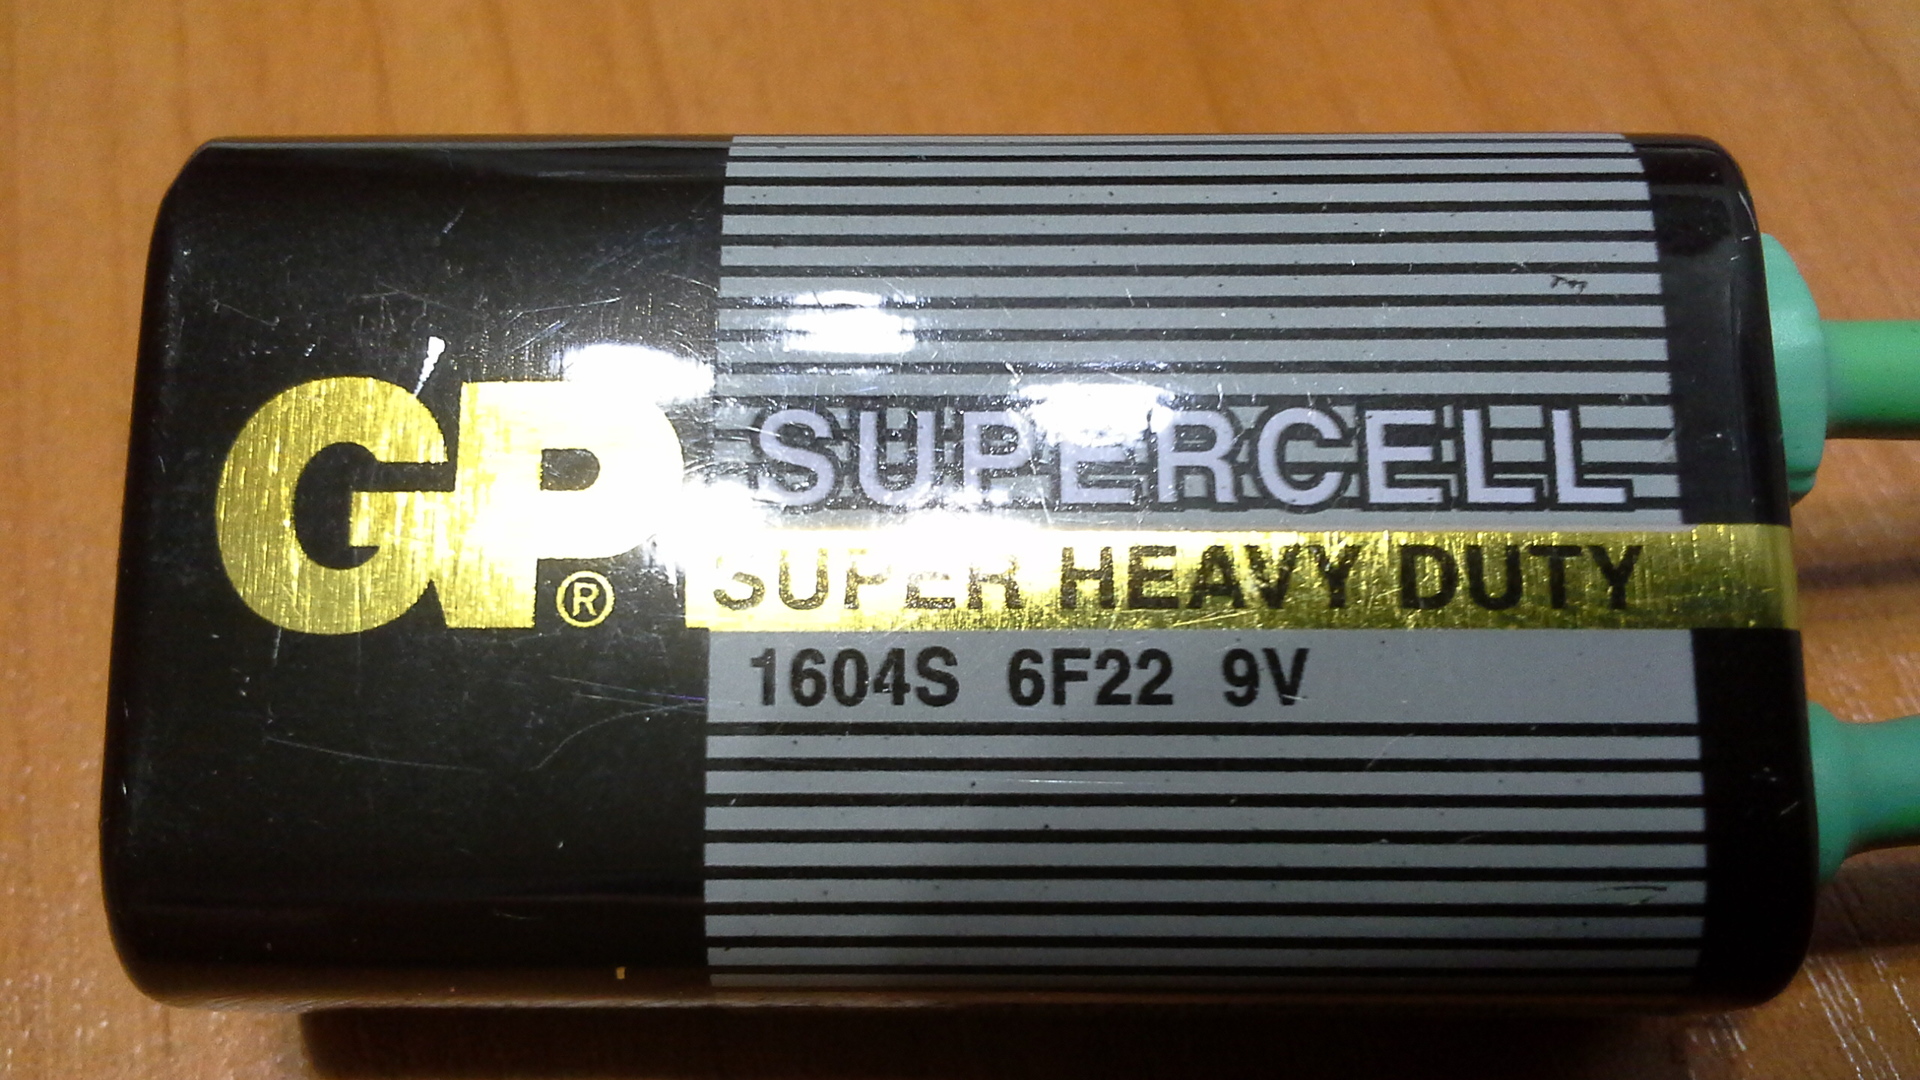 GP®
SUPERCELL
SUPER HEAVY DUTY
1604S 6F22 9V